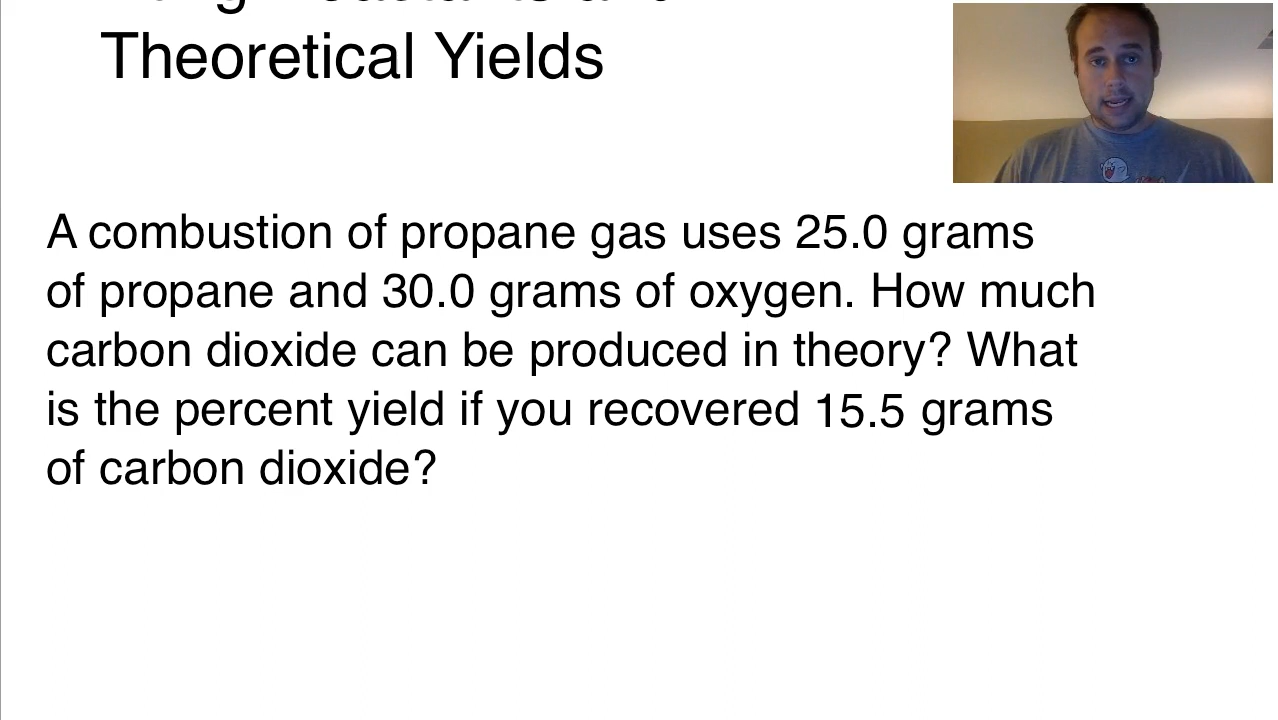 Theoretical Yields
A combustion of propane gas uses 25.0 grams
of propane and 30.0 grams of oxygen. How much
carbon dioxide can be produced in theory? What
is the percent yield if you recovered 15.5 grams
of carbon dioxide?